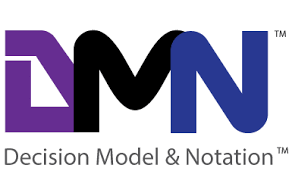 DMN™
Decision Model & Notation™